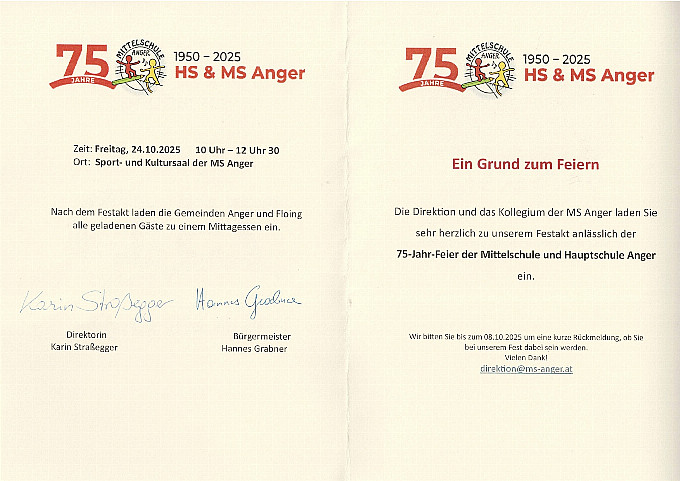 75
JAHRE
MITTELSCHULE
ANGER
1950 – 2025
HS & MS Anger
Zeit: Freitag, 24.10.2025 10 Uhr – 12 Uhr 30
Ort: Sport- und Kultursaal der MS Anger
Nach dem Festakt laden die Gemeinden Anger und Floing
alle geladenen Gäste zu einem Mittagessen ein.
Karin Straßegger
Hannes Grabner
Direktorin
Karin Straßegger
Bürgermeister
Hannes Grabner
75
JAHRE
MITTELSCHULE
ANGER
1950 – 2025
HS & MS Anger
Ein Grund zum Feiern
Die Direktion und das Kollegium der MS Anger laden Sie
sehr herzlich zu unserem Festakt anlässlich der
75-Jahr-Feier der Mittelschule und Hauptschule Anger
ein.
Wir bitten Sie bis zum 08.10.2025 um eine kurze Rückmeldung, ob Sie
bei unserem Fest dabei sein werden.
Vielen Dank!
direktion@ms-anger.at